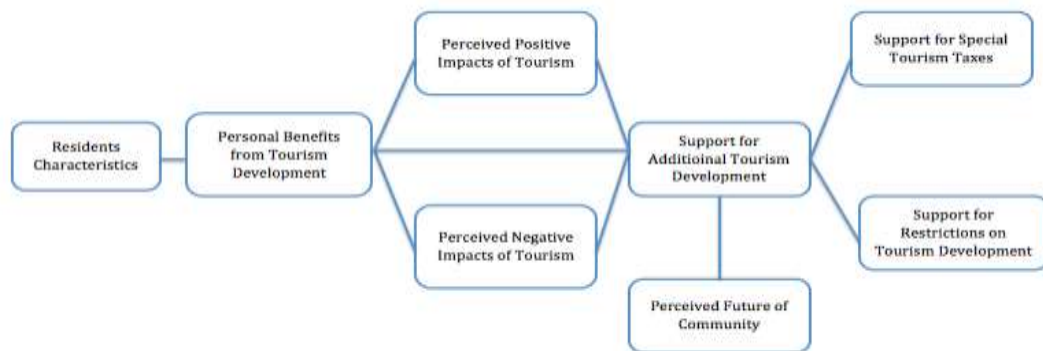 Residents
Characteristics
Personal Benefits
from Tourism
Development
Perceived Positive
Impacts of Tourism
Perceived Negative
Impacts of Tourism
Support for
Additioinal Tourism
Development
Perceived Future of
Community
Support for Special
Tourism Taxes
Support for
Restrictions on
Tourism Development